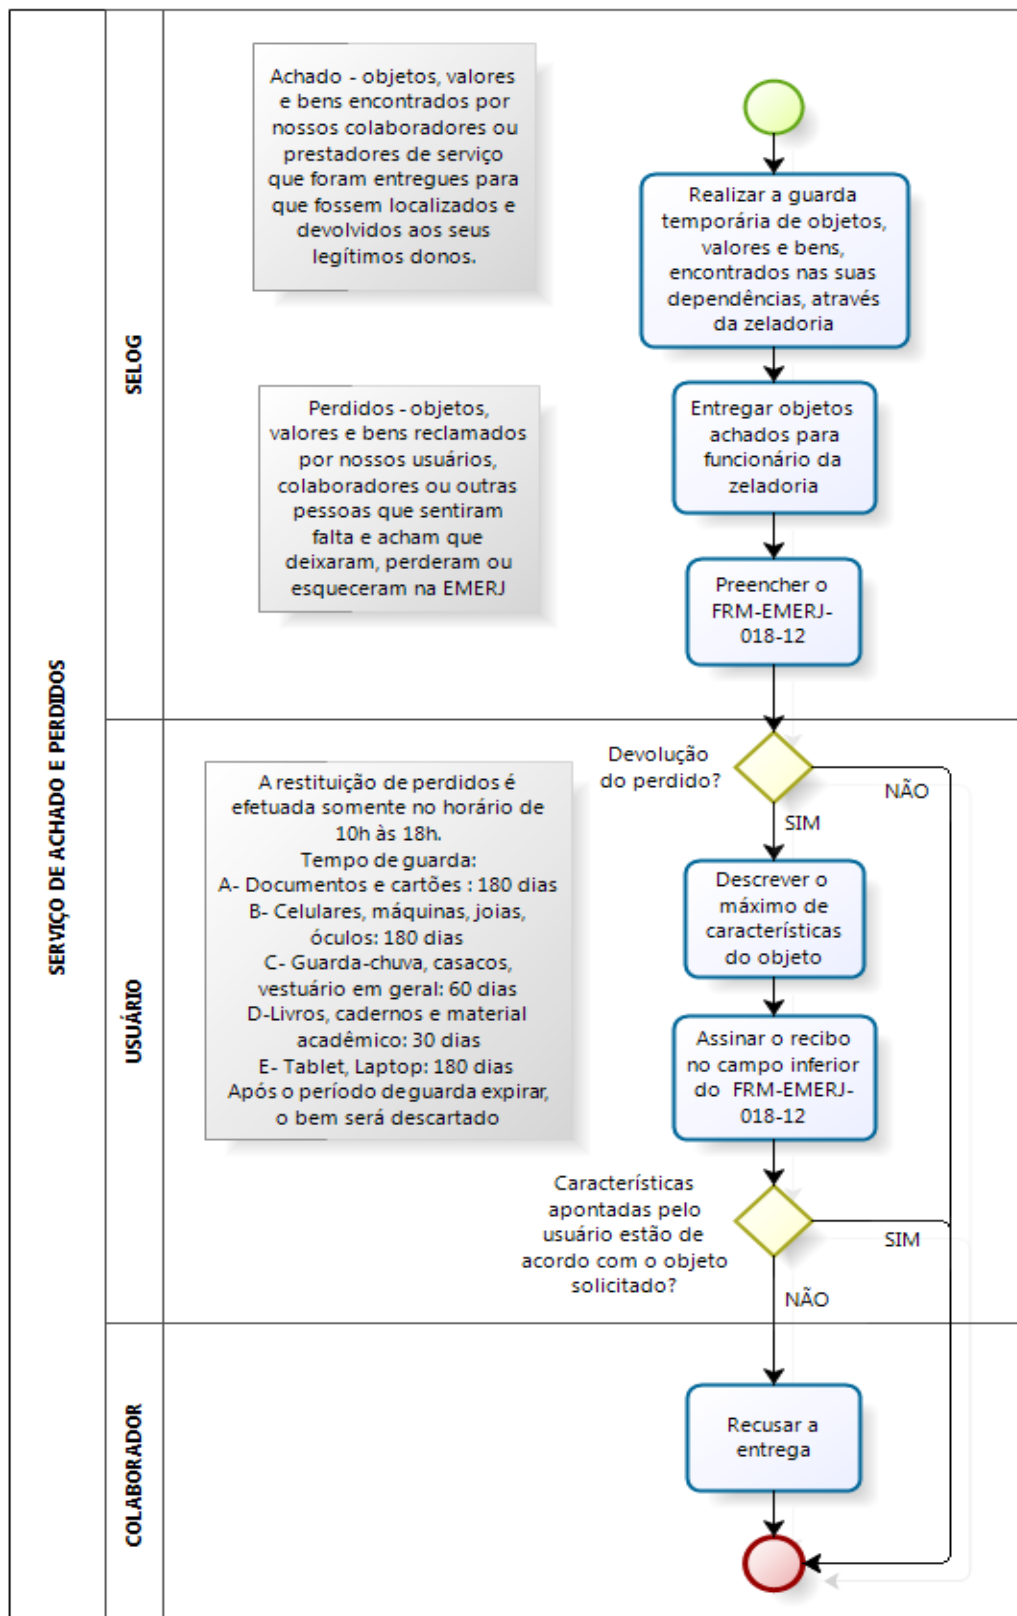 SERVIÇO DE ACHADO E PERDIDOS
SELOG
Achado - objetos, valores
e bens encontrados por
nossos colaboradores ou
prestadores de serviço
que foram entregues para
que fossem localizados e
devolvidos aos seus
legítimos donos.
Realizar a guarda
temporária de objetos,
valores e bens,
encontrados nas suas
dependências, através
da zeladoria
Perdidos - objetos,
valores e bens reclamados
por nossos usuários,
colaboradores ou outras
pessoas que sentiram
falta e acham que
deixaram, perderam ou
esqueceram na EMERJ
Entregar objetos
achados para
funcionário da
zeladoria
Preencher o
FRM-EMERJ-
018-12
USUÁRIO
Devolução
do perdido?
NÃO
SIM
A restituição de perdidos é
efetuada somente no horário de
10h às 18h.
Tempo de guarda:
A- Documentos e cartões : 180 dias
B- Celulares, máquinas, joias,
óculos: 180 dias
C- Guarda-chuva, casacos,
vestuário em geral: 60 dias
D-Livros, cadernos e material
acadêmico: 30 dias
E- Tablet, Laptop: 180 dias
Após o período de guarda expirar,
o bem será descartado
Descrever o
máximo de
características
do objeto
Assinar o recibo
no campo inferior
do FRM-EMERJ-
018-12
Características
apontadas pelo
usuário estão de
acordo com o objeto
solicitado?
SIM
NÃO
COLABORADOR
Recusar a
entrega